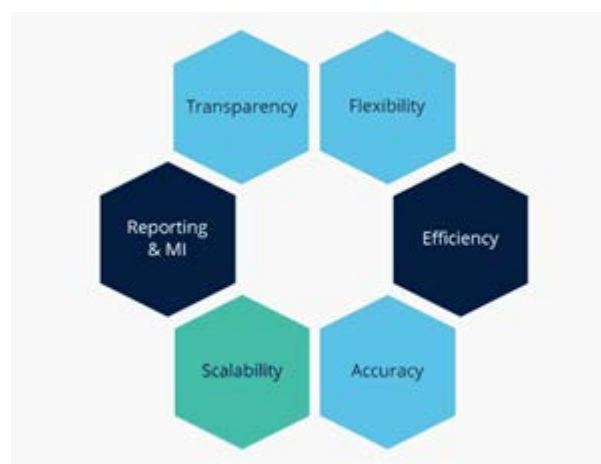 Transparency
Flexibility
Reporting
& MI
Efficiency
Scalability
Accuracy